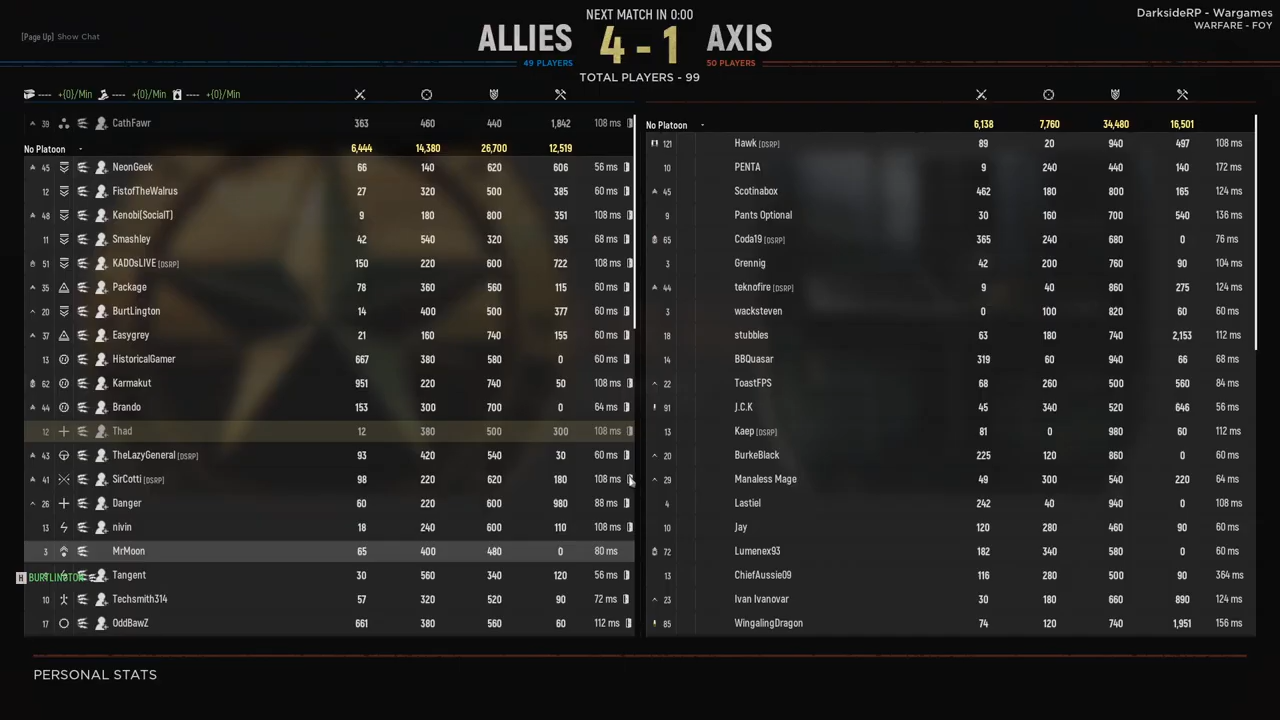 NEXT MATCH IN 0:00
DarksideRP - Wargames
WARFARE - FOY
[Page Up] Show Chat
ALLIES 4 - 1 AXIS
49 PLAYERS 50 PLAYERS
TOTAL PLAYERS - 99
---- +{0}/Min ---- +{0}/Min ---- +{0}/Min
39 CathFawr 363 460 440 1,842 108 ms
No Platoon - 6,444 14,380 26,700 12,519
45 NeonGeek 66 140 620 606 56 ms
12 FistofTheWalrus 27 320 500 385 60 ms
48 Kenobi(SocialT) 9 180 800 351 108 ms
11 Smashley 42 540 320 395 68 ms
51 KADOsLIVE [DSRP] 150 220 600 722 108 ms
35 Package 78 360 560 115 60 ms
20 BurtLington 14 400 500 377 60 ms
37 Easygrey 21 160 740 155 60 ms
13 HistoricalGamer 667 380 580 0 60 ms
62 Karmakut 951 220 740 50 108 ms
44 Brando 153 300 700 0 64 ms
12 Thad 12 380 500 300 108 ms
43 TheLazyGeneral [DSRP] 93 420 540 30 60 ms
41 SirCotti [DSRP] 98 220 620 180 108 ms
26 Danger 60 220 600 980 88 ms
13 nivin 18 240 600 110 108 ms
3 MrMoon 65 400 480 0 80 ms
H BURTLINGTON
Tangent 30 560 340 120 56 ms
10 Techsmith314 57 320 520 90 72 ms
17 OddBawZ 661 380 560 60 112 ms
No Platoon - 6,138 7,760 34,480 16,501
121 Hawk [DSRP] 89 20 940 497 108 ms
10 PENTA 9 240 440 140 172 ms
45 Scotinabox 462 180 800 165 124 ms
9 Pants Optional 30 160 700 540 136 ms
65 Coda19 [DSRP] 365 240 680 0 76 ms
3 Grennig 42 200 760 90 104 ms
44 teknofire [DSRP] 9 40 860 275 124 ms
3 wacksteven 0 100 820 60 60 ms
18 stubbles 63 180 740 2,153 112 ms
14 BBQuasar 319 60 940 66 68 ms
22 ToastFPS 68 260 500 560 84 ms
91 J.C.K 45 340 520 646 56 ms
13 Kaep [DSRP] 81 0 980 60 112 ms
20 BurkeBlack 225 120 860 0 60 ms
29 Manaless Mage 49 300 540 220 64 ms
4 Lastiel 242 40 940 0 108 ms
10 Jay 120 280 460 90 60 ms
72 Lumenex93 182 340 580 0 60 ms
13 ChiefAussie09 116 280 500 90 364 ms
23 Ivan Ivanovar 30 180 660 890 124 ms
85 WingalingDragon 74 120 740 1,951 156 ms
PERSONAL STATS